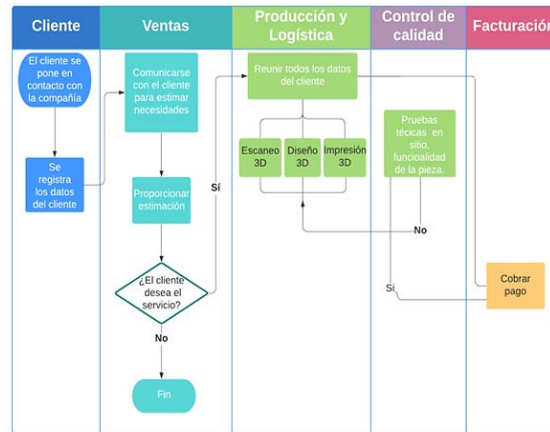 Cliente
Ventas
Producción y
Logística
Control de
calidad
Facturación
El cliente se
pone en
contacto con
la compañía
Se
registra
los datos
del cliente
Comunicarse
con el cliente
para estimar
necesidades
Proporcionar
estimación
¿El cliente
desea el
servicio?
Sí
No
Fin
Reunir todos los datos
del cliente
Escaneo
3D
Diseño
3D
Impresión
3D
Pruebas
técicas en
sitio,
funcioalidad
de la pieza.
No
Si
Cobrar
pago